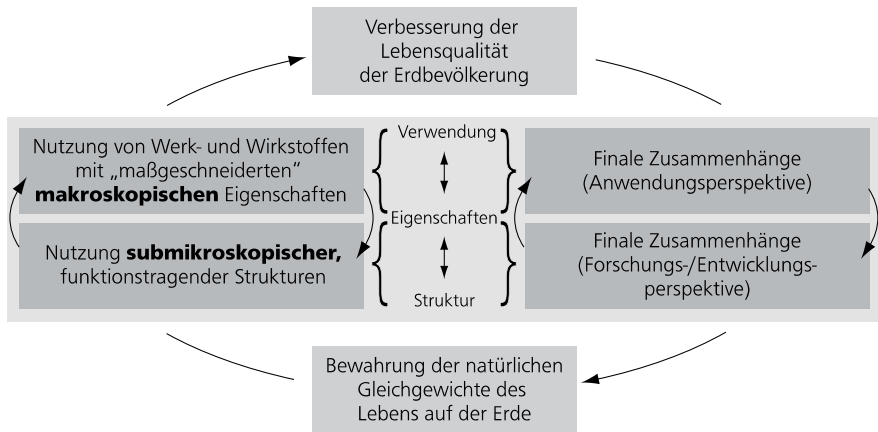 Verbesserung der
Lebensqualität
der Erdbevölkerung
Nutzung von Werk- und Wirkstoffen
mit „maßgeschneiderten“
makroskopischen Eigenschaften
Nutzung submikroskopischer,
funktionstragender Strukturen
Verwendung
Eigenschaften
Struktur
Finale Zusammenhänge
(Anwendungsperspektive)
Finale Zusammenhänge
(Forschungs-/Entwicklungs-
perspektive)
Bewahrung der natürlichen
Gleichgewichte des
Lebens auf der Erde